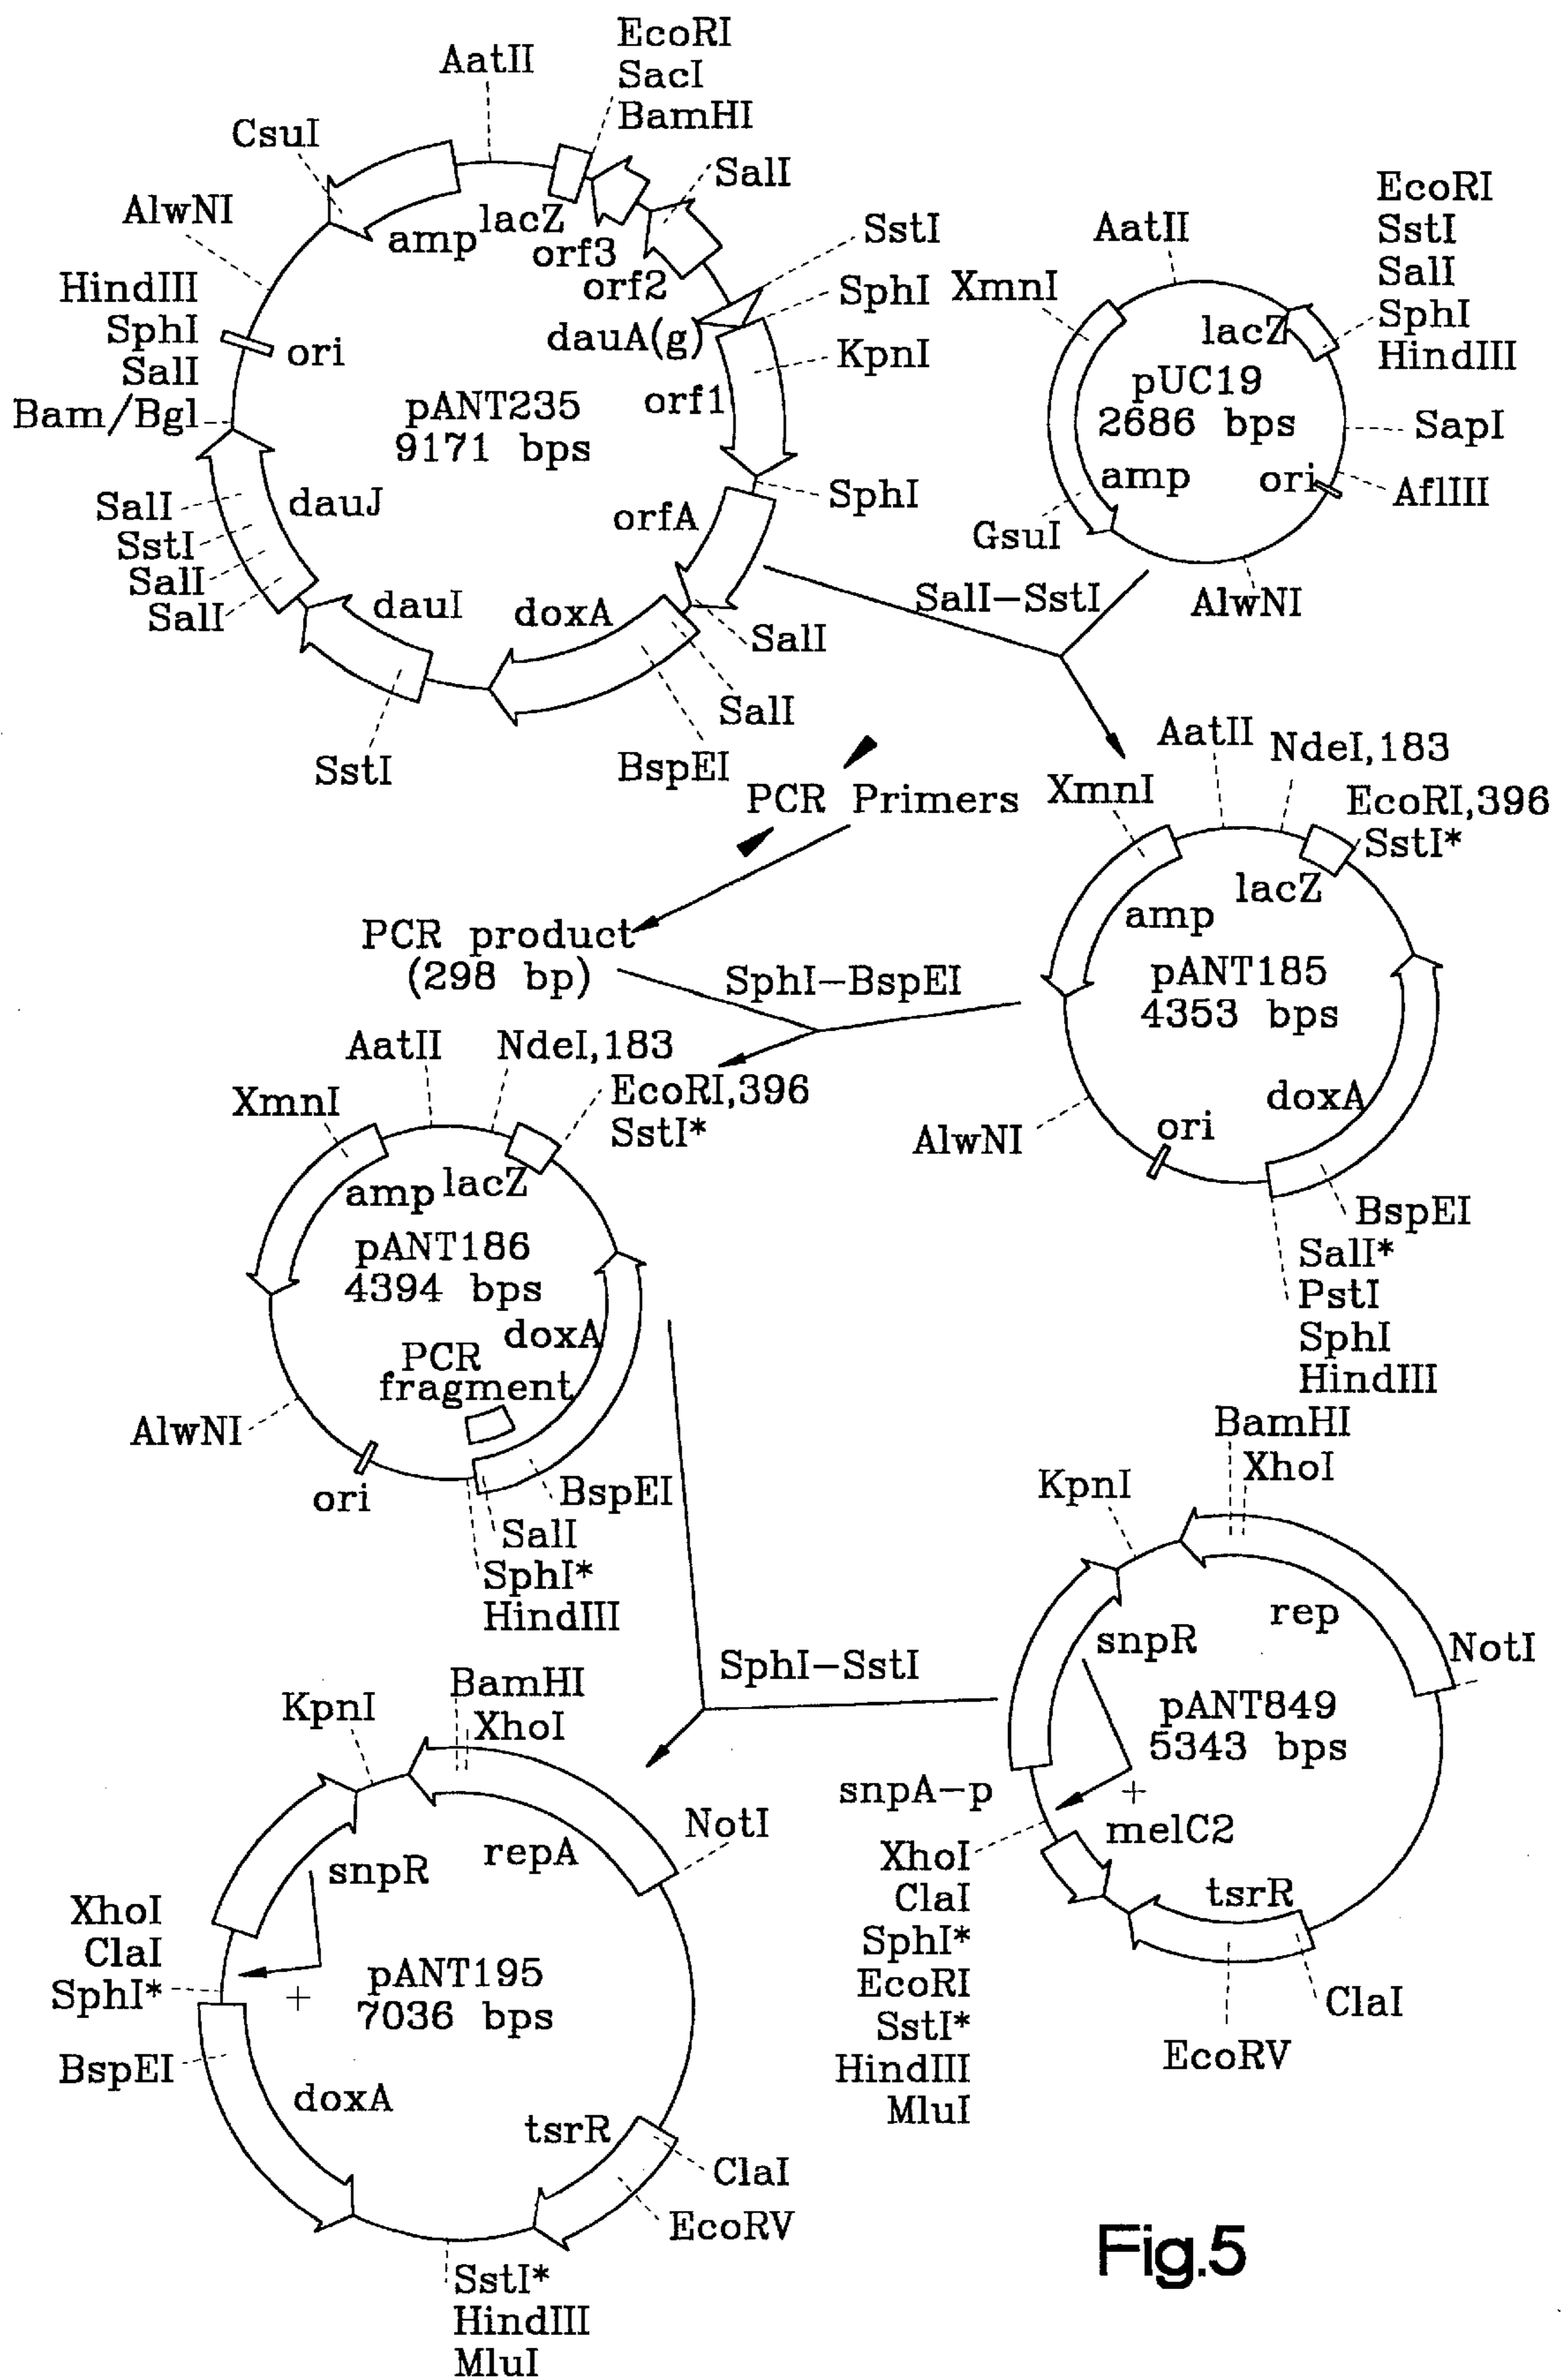 EcoRI
SacI
BamHI
AatII
CsuI
SalI
AlwNI
amp
lacZ
orf3
orf2
SstI
HindIII
SphI
SalI
Bam/Bgl
ori
dauA(g)
SphI
KpnI
pANT235
9171 bps
orf1
SphI
SalI
SstI
SalI
SalI
dauJ
orfA
dauI
doxA
SalI
SalI
BspEI
SstI
EcoRI
SstI
SalI
SphI
HindIII
AatII
XmnI
lacZ
pUC19
2686 bps
SapI
amp
ori
AflIII
GsuI
AlwNI
SalI-SstI
PCR Primers
PCR product
(298 bp)
SphI-BspEI
AatII
NdeI,183
XmnI
EcoRI,396
SstI*
lacZ
amp
pANT185
4353 bps
doxA
AlwNI
ori
BspEI
SalI*
PstI
SphI
HindIII
AatII
NdeI,183
XmnI
EcoRI,396
SstI*
amp
lacZ
pANT186
4394 bps
doxA
PCR
fragment
AlwNI
ori
BspEI
SalI
SphI*
HindIII
SphI-SstI
BamHI
XhoI
KpnI
rep
snpR
NotI
pANT849
5343 bps
snpA-p
+
melC2
XhoI
ClaI
SphI*
EcoRI
SstI*
HindIII
MluI
tsrR
ClaI
EcoRV
BamHI
XhoI
KpnI
NotI
repA
snpR
XhoI
ClaI
SphI*
+
pANT195
7036 bps
BspEI
doxA
tsrR
ClaI
EcoRV
SstI*
HindIII
MluI
Fig.5